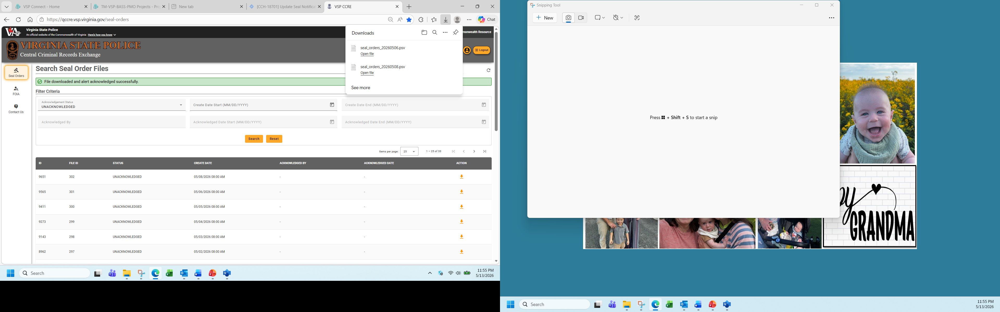 VSP Connect - Home
TM-VSP-BASS-PMO Projects - Pro
New tab
[CCH-18701] Update Seal Notifica
VSP CCRE
https://qccre.vsp.virginia.gov/seal-orders
Chat
Virginia State Police
An official website of the Commonwealth of Virginia Here's how you know
monwealth Resource
VIRGINIA STATE POLICE
Central Criminal Records Exchange
Logout
Downloads
seal_orders_20260506.psv
Open file
seal_orders_20260508.psv
Open file
See more
Seal Orders
FOIA
Contact Us
Search Seal Order Files
File downloaded and alert acknowledged successfully.
Filter Criteria
Acknowledgement Status
UNACKNOWLEDGED
Create Date Start (MM/DD/YYYY)
Create Date End (MM/DD/YYYY)
Acknowledged By
Acknowledged Date Start (MM/DD/YYYY)
Acknowledged Date End (MM/DD/YYYY)
Search
Reset
Items per page: 25 1 – 25 of 33
ID FILE ID STATUS CREATE DATE ACKNOWLEDGED BY ACKNOWLEDGED DATE ACTION
9651 302 UNACKNOWLEDGED 05/08/2026 08:00 AM - -
9565 301 UNACKNOWLEDGED 05/06/2026 08:00 AM - -
9411 300 UNACKNOWLEDGED 05/05/2026 08:00 AM - -
9273 299 UNACKNOWLEDGED 05/04/2026 08:00 AM - -
9143 298 UNACKNOWLEDGED 05/03/2026 08:00 AM - -
8962 297 UNACKNOWLEDGED 05/02/2026 08:00 AM - -
Search
11:55 PM
5/13/2026
Snipping Tool
New
Press + Shift + S to start a snip
GRANDMA
Search
11:55 PM
5/13/2026